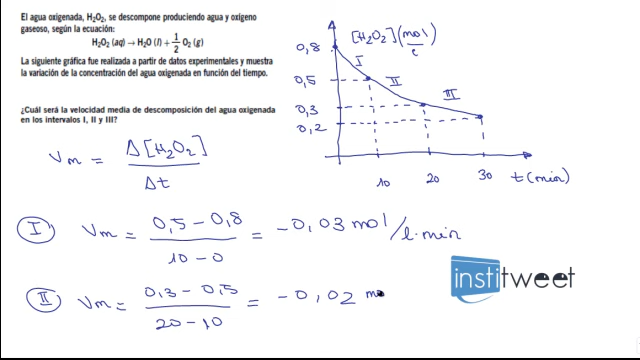 El agua oxigenada, H₂O₂, se descompone produciendo agua y oxígeno
gaseoso, según la ecuación:
H₂O₂ (aq) → H₂O (l) + 1/2 O₂ (g)
La siguiente gráfica fue realizada a partir de datos experimentales y muestra
la variación de la concentración del agua oxigenada en función del tiempo.
¿Cuál será la velocidad media de descomposición del agua oxigenada
en los intervalos I, II y III?
[H₂O₂] (mol/l)
0,8
0,5
0,3
0,2
I
II
III
10 20 30 t(min)
Vm = Δ[H₂O₂] / Δt
I Vm = 0,5 - 0,8 / 10 - 0 = -0,03 mol/l.min
II Vm = 0,3 - 0,5 / 20 - 10 = -0,02 m
institweet